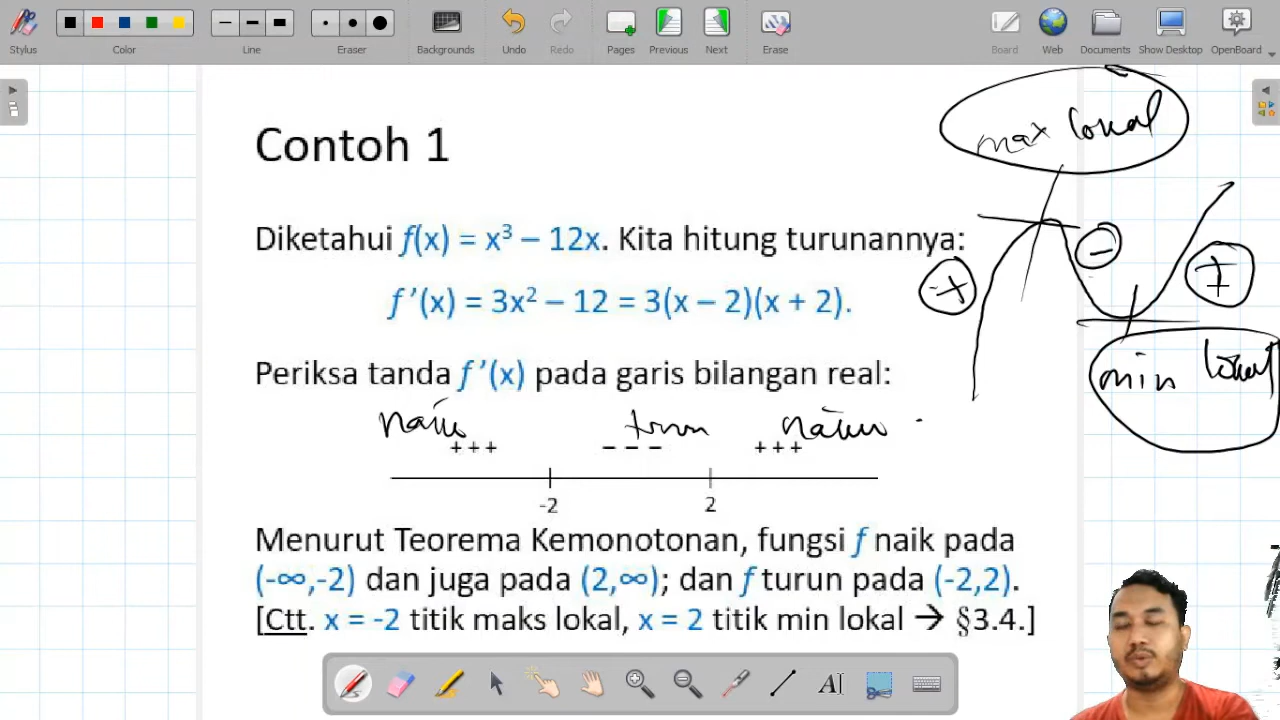 Stylus
Color
Line
Eraser
Backgrounds
Undo
Redo
Pages
Previous
Next
Erase
Board
Web
Documents
Show Desktop
OpenBoard
max lokal
Contoh 1
Diketahui f(x) = x³ – 12x. Kita hitung turunannya:
f '(x) = 3x² – 12 = 3(x – 2)(x + 2).
+
–
+
min lokal
Periksa tanda f '(x) pada garis bilangan real:
naik turun naik
+++ – – – +++
-2 2
Menurut Teorema Kemonotonan, fungsi f naik pada
(-∞,-2) dan juga pada (2,∞); dan f turun pada (-2,2).
[Ctt. x = -2 titik maks lokal, x = 2 titik min lokal → §3.4.]